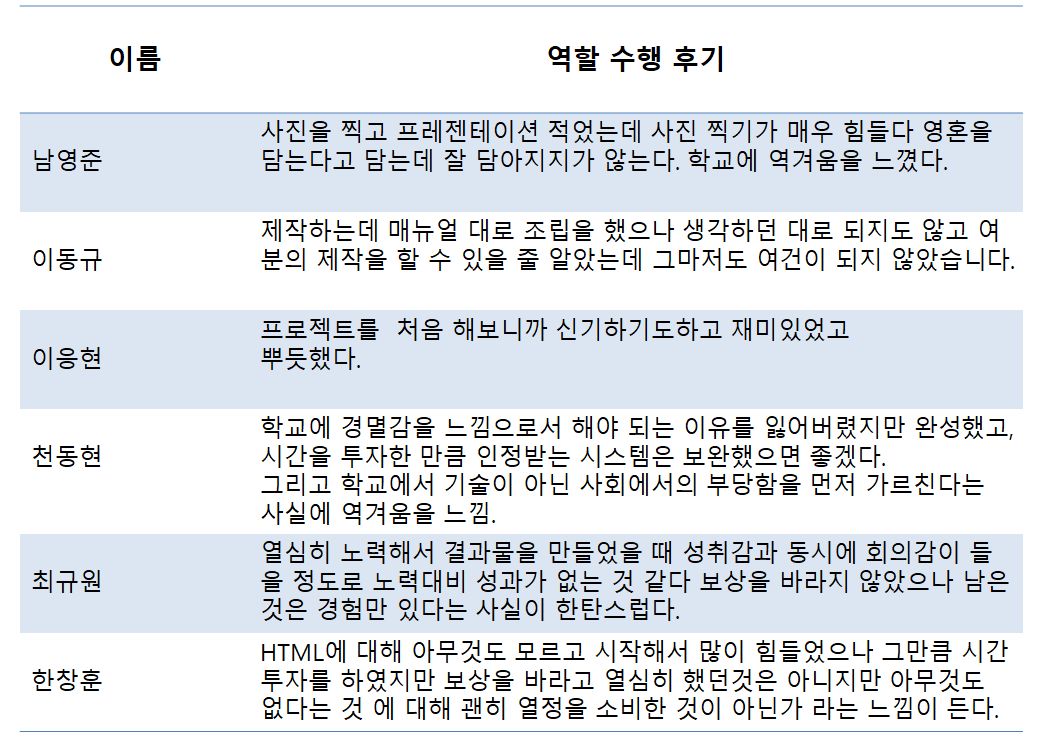 이름
역할 수행 후기
남영준
사진을 찍고 프레젠테이션 적었는데 사진 찍기가 매우 힘들다 영혼을
담는다고 담는데 잘 담아지지가 않는다. 학교에 역겨움을 느꼈다.
이동규
제작하는데 매뉴얼 대로 조립을 했으나 생각하던 대로 되지도 않고 여
분의 제작을 할 수 있을 줄 알았는데 그마저도 여건이 되지 않았습니다.
이응현
프로젝트를 처음 해보니까 신기하기도하고 재미있었고
뿌듯했다.
천동현
학교에 경멸감을 느낌으로서 해야 되는 이유를 잃어버렸지만 완성했고,
시간을 투자한 만큼 인정받는 시스템은 보완했으면 좋겠다.
그리고 학교에서 기술이 아닌 사회에서의 부당함을 먼저 가르친다는
사실에 역겨움을 느낌.
최규원
열심히 노력해서 결과물을 만들었을 때 성취감과 동시에 회의감이 들
을 정도로 노력대비 성과가 없는 것 같다 보상을 바라지 않았으나 남은
것은 경험만 있다는 사실이 한탄스럽다.
한창훈
HTML에 대해 아무것도 모르고 시작해서 많이 힘들었으나 그만큼 시간
투자를 하였지만 보상을 바라고 열심히 했던것은 아니지만 아무것도
없다는 것 에 대해 괜히 열정을 소비한 것이 아닌가 라는 느낌이 든다.